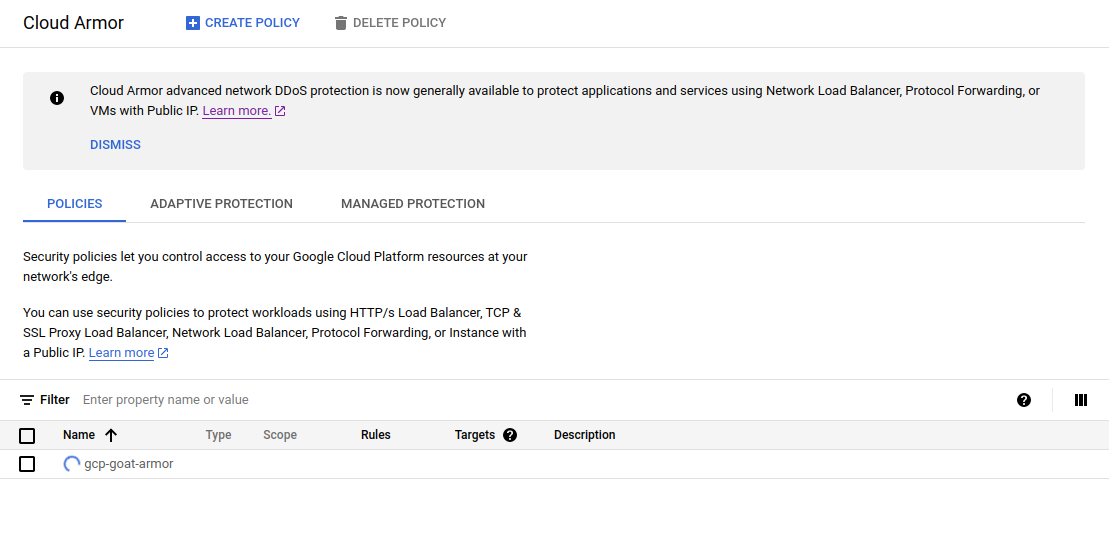 Cloud Armor CREATE POLICY DELETE POLICY
Cloud Armor advanced network DDoS protection is now generally available to protect applications and services using Network Load Balancer, Protocol Forwarding, or
VMs with Public IP. Learn more.
DISMISS
POLICIES ADAPTIVE PROTECTION MANAGED PROTECTION
Security policies let you control access to your Google Cloud Platform resources at your
network's edge.
You can use security policies to protect workloads using HTTP/s Load Balancer, TCP &
SSL Proxy Load Balancer, Network Load Balancer, Protocol Forwarding, or Instance with
a Public IP. Learn more
Filter Enter property name or value
Name Type Scope Rules Targets Description
gcp-goat-armor